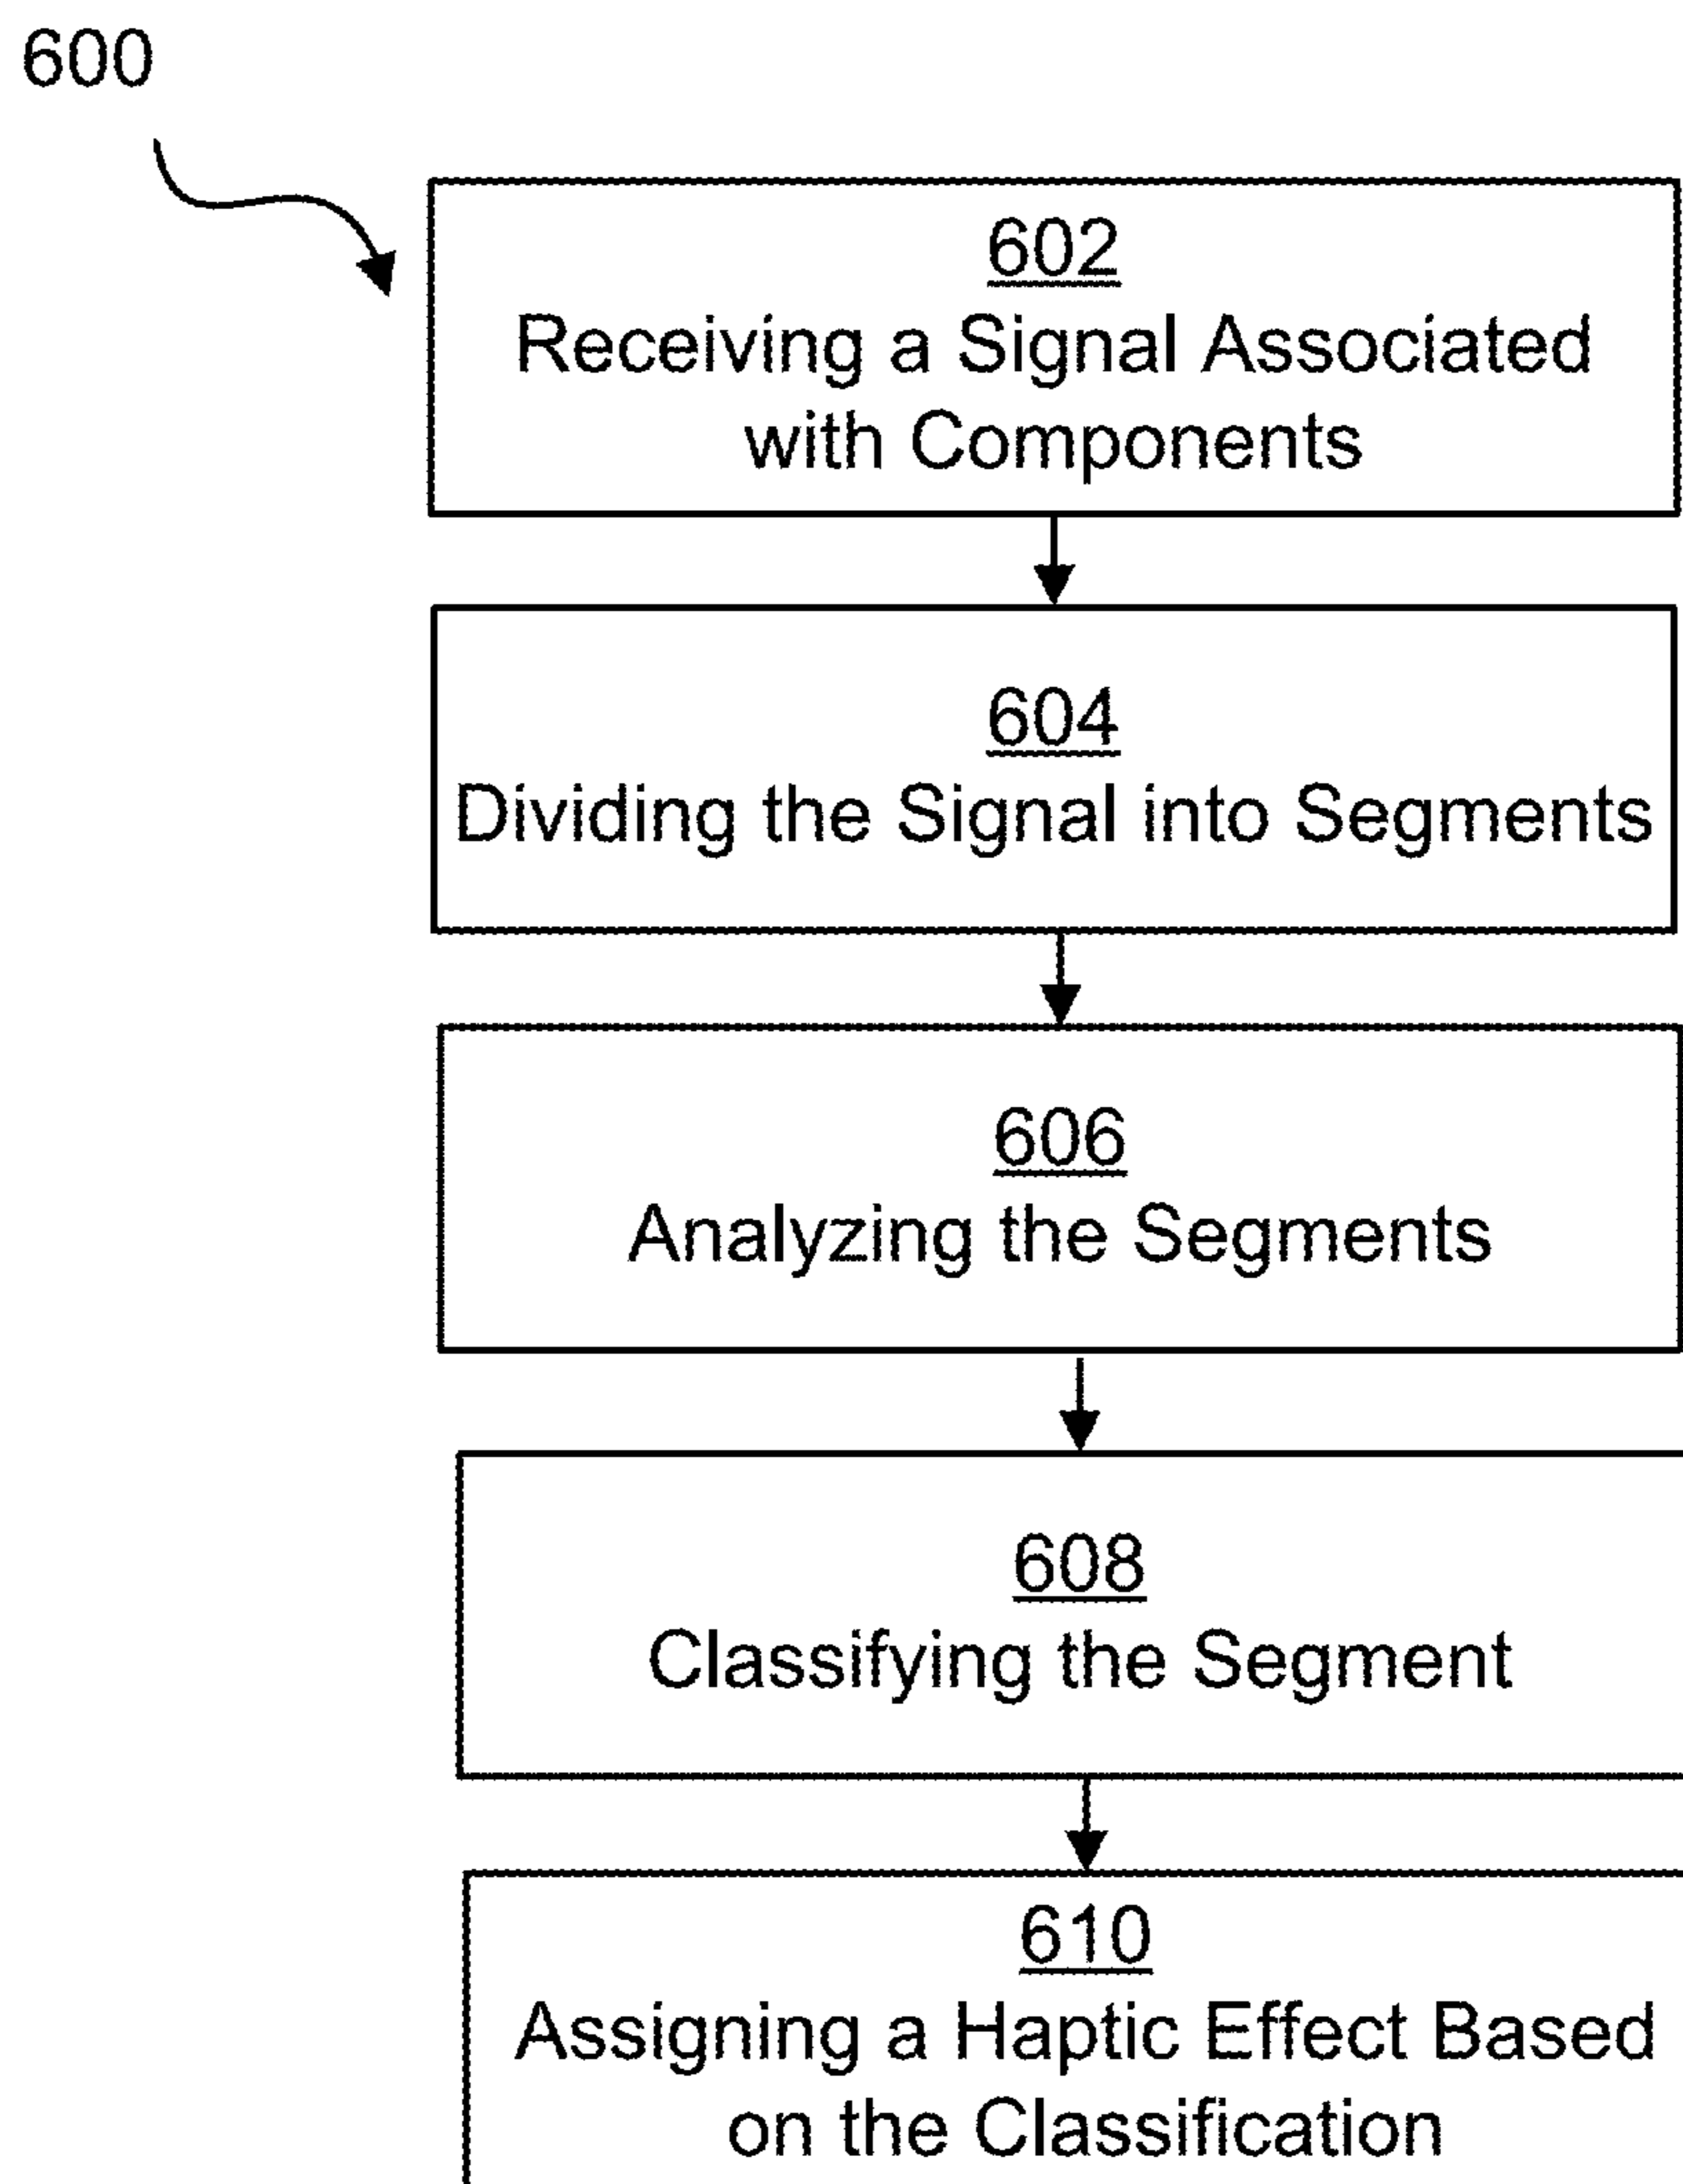 600
602
Receiving a Signal Associated
with Components
604
Dividing the Signal into Segments
606
Analyzing the Segments
608
Classifying the Segment
610
Assigning a Haptic Effect Based
on the Classification